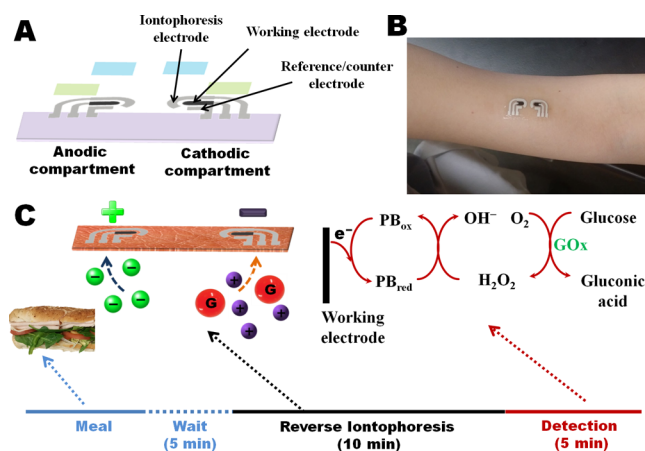 A
Iontophoresis
electrode
Working electrode
Reference/counter
electrode
Anodic
compartment
Cathodic
compartment
B
C
+
−
− − − −
G + + + + G
e⁻
PBox
PBred
OH⁻
O₂
H₂O₂
Glucose
GOx
Gluconic
acid
Working
electrode
Meal
Wait
(5 min)
Reverse Iontophoresis
(10 min)
Detection
(5 min)